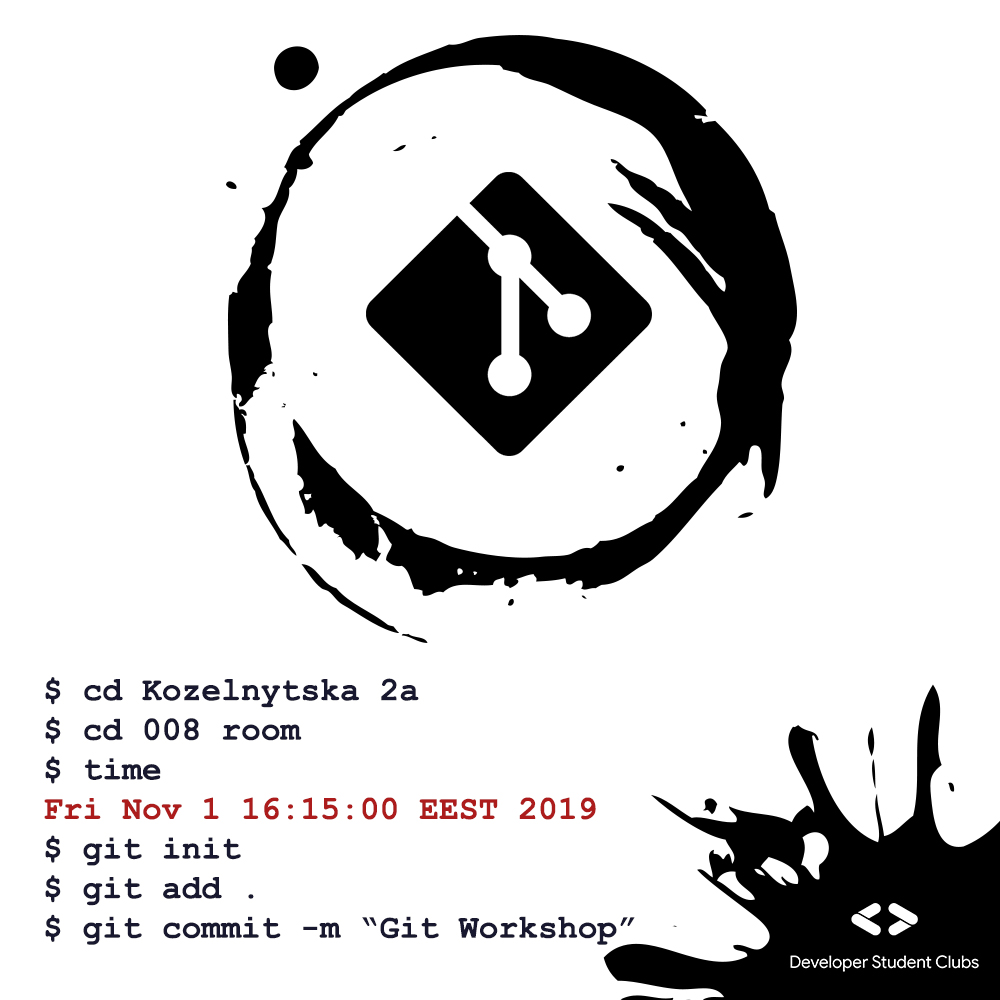 $ cd Kozelnytska 2a
$ cd 008 room
$ time
Fri Nov 1 16:15:00 EEST 2019
$ git init
$ git add .
$ git commit -m “Git Workshop”
Developer Student Clubs